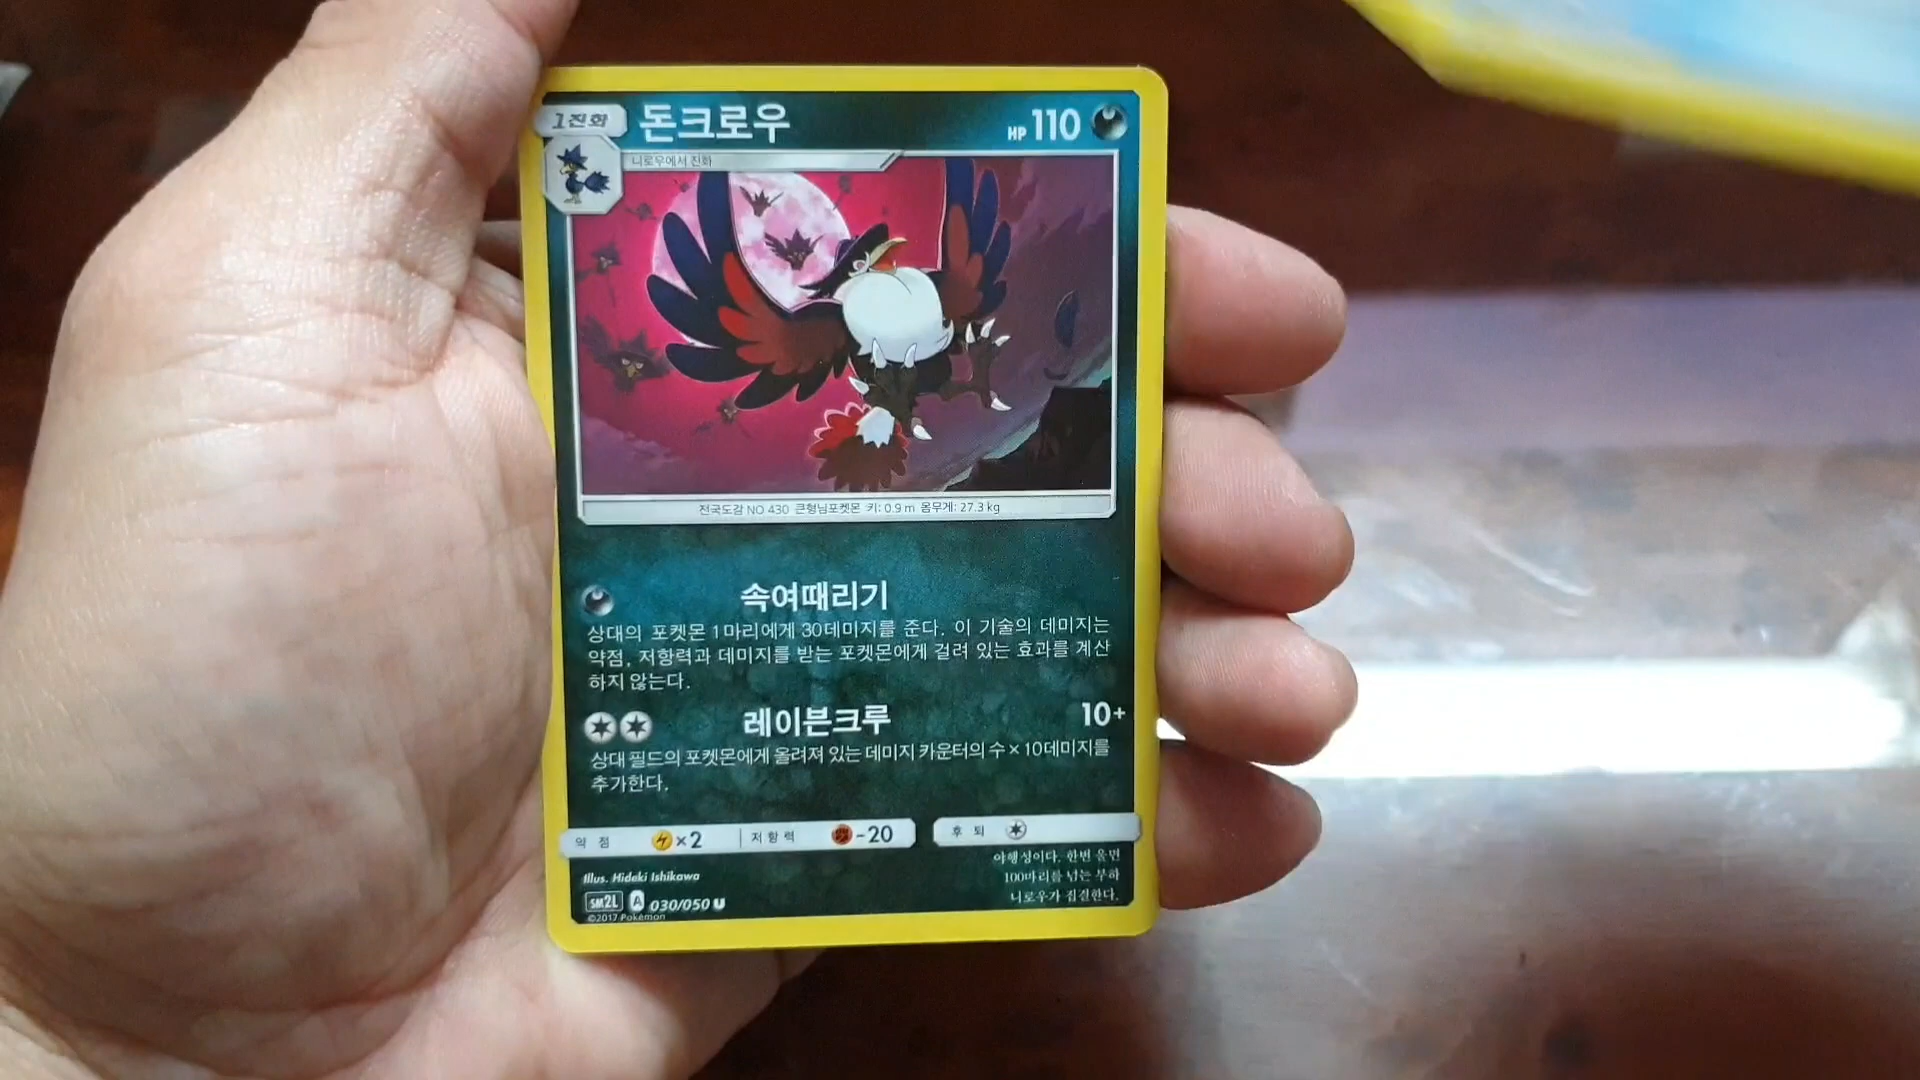 1진화 돈크로우 HP 110
니로우에서 진화
전국도감 NO 430 큰형님포켓몬 키: 0.9 m 몸무게: 27.3 kg
속여때리기
상대의 포켓몬 1마리에게 30데미지를 준다. 이 기술의 데미지는
약점, 저항력과 데미지를 받는 포켓몬에게 걸려 있는 효과를 계산
하지 않는다.
레이븐크루 10+
상대 필드의 포켓몬에게 올려져 있는 데미지 카운터의 수 × 10데미지를
추가한다.
약점 ×2 저항력 -20 후퇴
야행성이다. 한번 울면
100마리를 넘는 부하
니로우가 집결한다.
Illus. Hideki Ishikawa
SM2L A 030/050 U
©2017 Pokémon